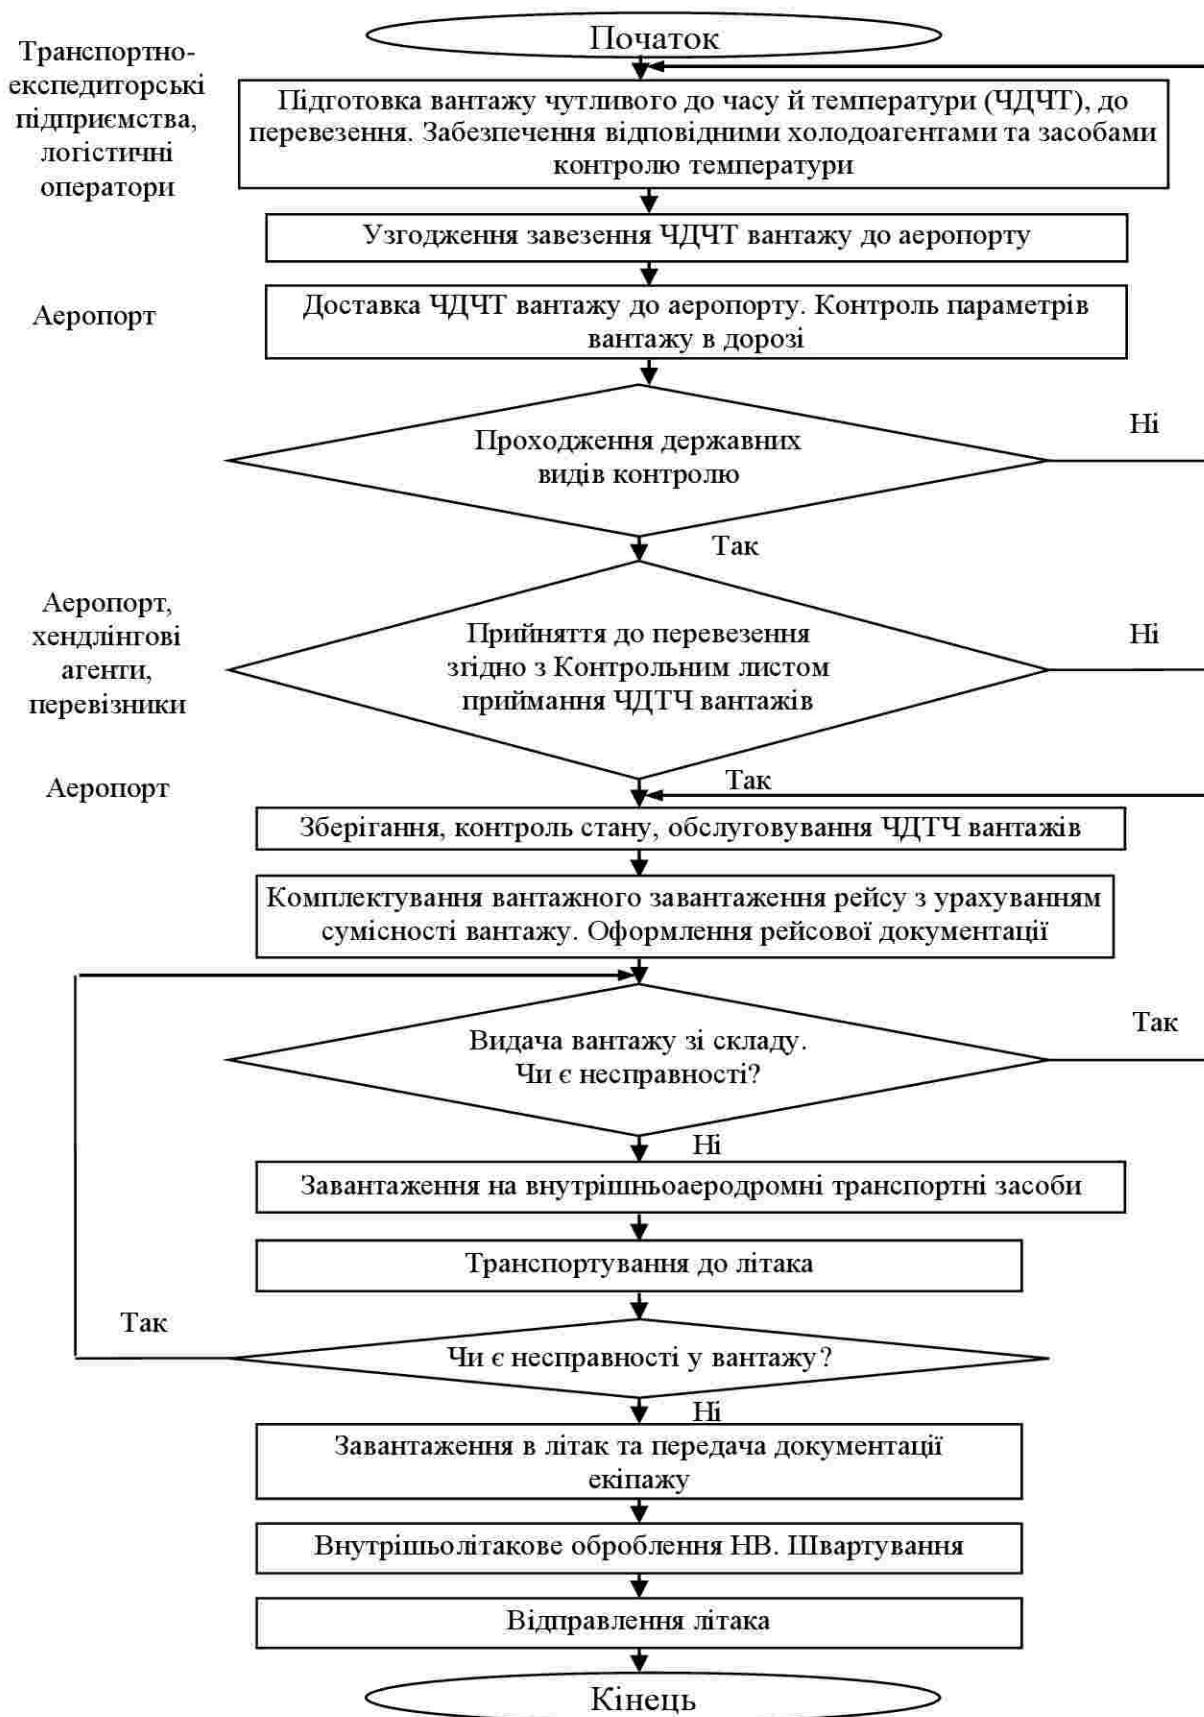 Початок
Транспортно-
експедиторські
підприємства,
логістичні
оператори
Підготовка вантажу чутливого до часу й температури (ЧДЧТ), до
перевезення. Забезпечення відповідними холодоагентами та засобами
контролю температури
Узгодження завезення ЧДЧТ вантажу до аеропорту
Аеропорт
Доставка ЧДЧТ вантажу до аеропорту. Контроль параметрів
вантажу в дорозі
Проходження державних
видів контролю
Ні
Так
Аеропорт,
хендлінгові
агенти,
перевізники
Прийняття до перевезення
згідно з Контрольним листом
приймання ЧДТЧ вантажів
Ні
Так
Аеропорт
Зберігання, контроль стану, обслуговування ЧДТЧ вантажів
Комплектування вантажного завантаження рейсу з урахуванням
сумісності вантажу. Оформлення рейсової документації
Видача вантажу зі складу.
Чи є несправності?
Так
Ні
Завантаження на внутрішньоаеродромні транспортні засоби
Транспортування до літака
Так
Чи є несправності у вантажу?
Ні
Завантаження в літак та передача документації
екіпажу
Внутрішьолітакове оброблення НВ. Швартування
Відправлення літака
Кінець